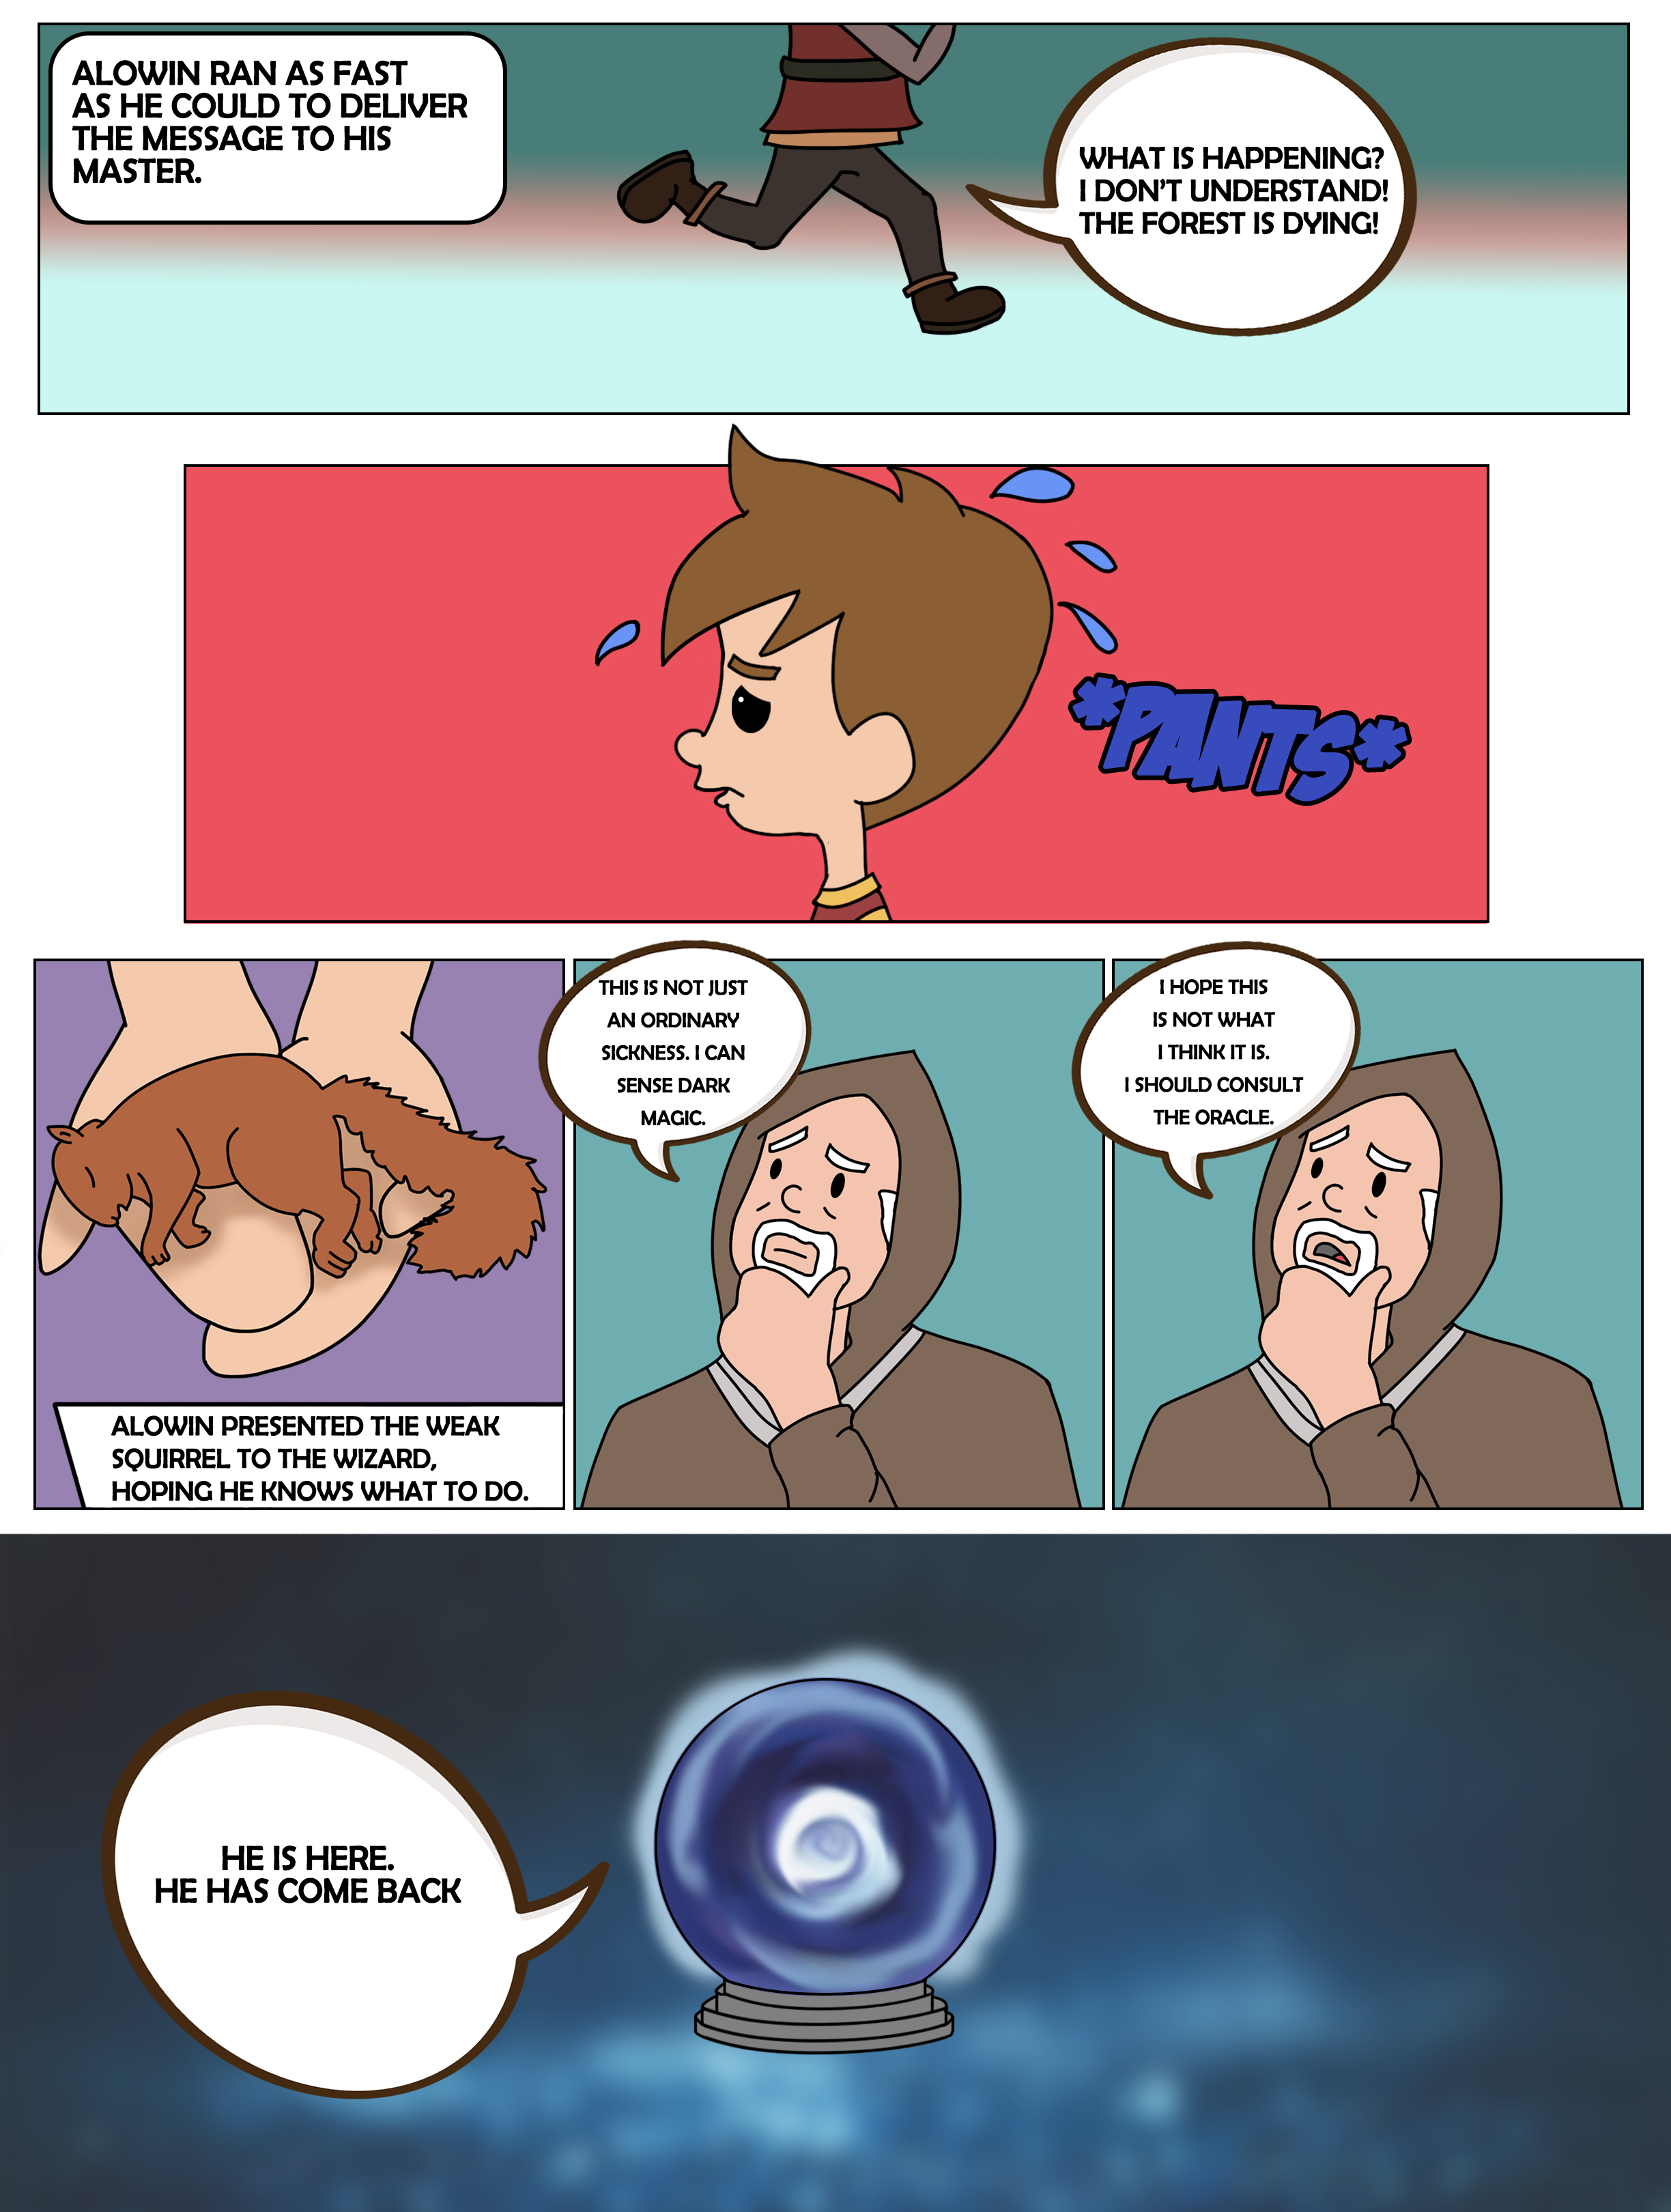 ALOWIN RAN AS FAST
AS HE COULD TO DELIVER
THE MESSAGE TO HIS
MASTER.
WHAT IS HAPPENING?
I DON'T UNDERSTAND!
THE FOREST IS DYING!
*PANTS*
ALOWIN PRESENTED THE WEAK
SQUIRREL TO THE WIZARD,
HOPING HE KNOWS WHAT TO DO.
THIS IS NOT JUST
AN ORDINARY
SICKNESS. I CAN
SENSE DARK
MAGIC.
I HOPE THIS
IS NOT WHAT
I THINK IT IS.
I SHOULD CONSULT
THE ORACLE.
HE IS HERE.
HE HAS COME BACK